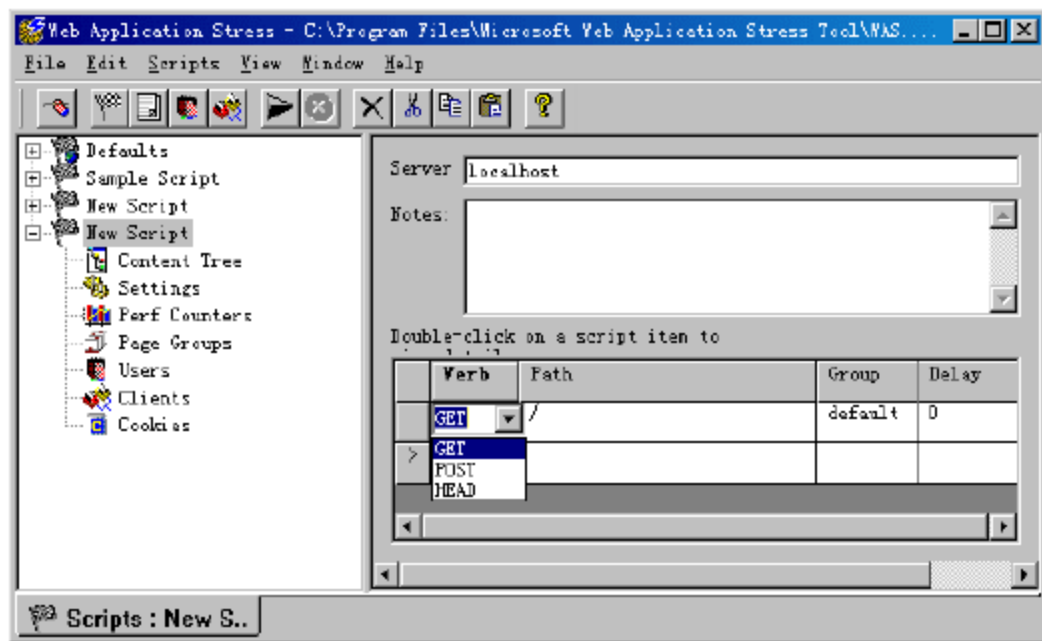 Web Application Stress - C:\Program Files\Microsoft Web Application Stress Tool\WAS....
File Edit Scripts View Window Help
Defaults
Sample Script
New Script
New Script
Content Tree
Settings
Perf Counters
Page Groups
Users
Clients
Cookies
Server localhost
Notes:
Double-click on a script item to
Verb Path Group Delay
GET / default 0
GET
POST
HEAD
Scripts : New S..